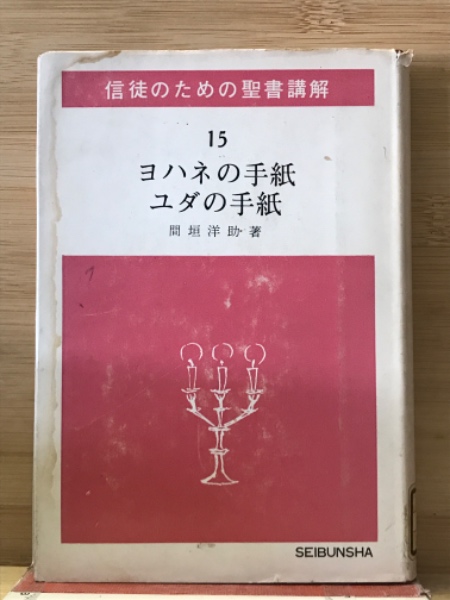 信徒のための聖書講解
15
ヨハネの手紙
ユダの手紙
間垣洋助・著
SEIBUNSHA